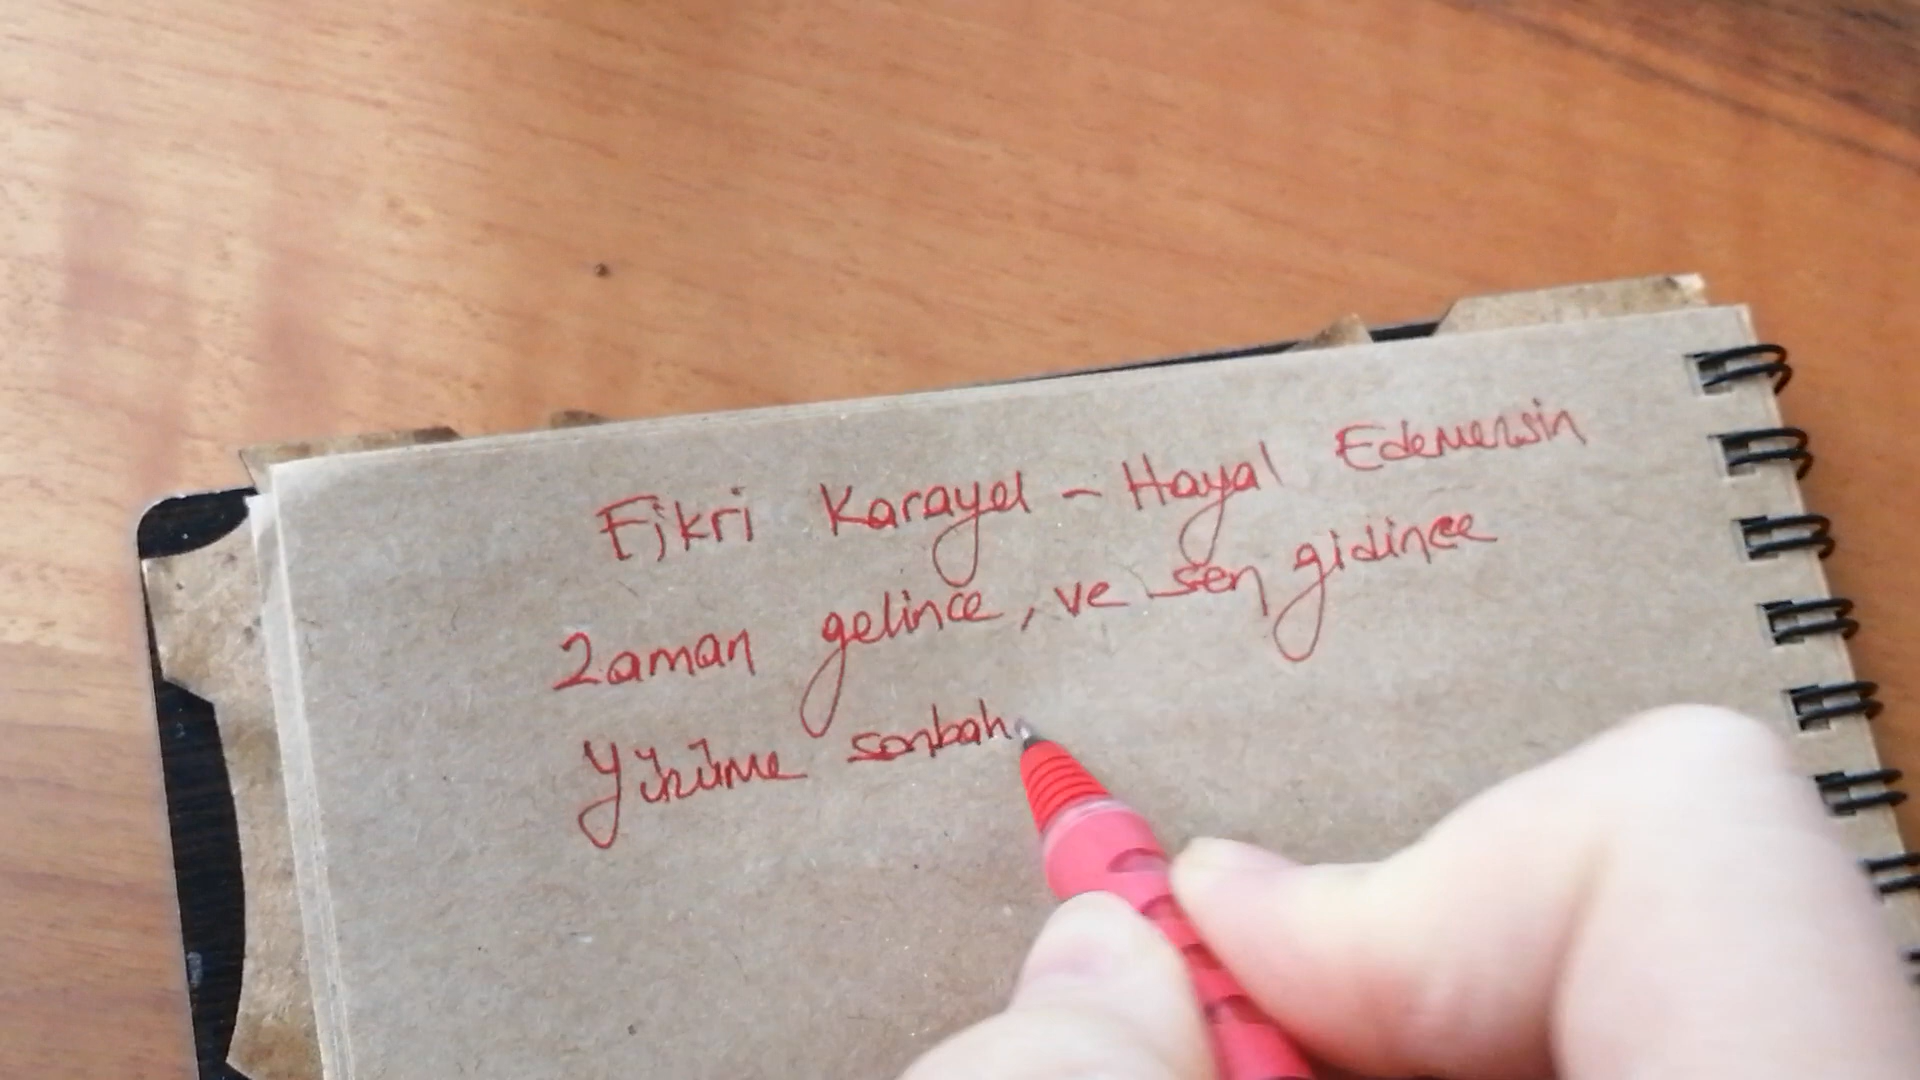 Fikri Karayel - Hayal Edemezsin
Zaman gelince, ve sen gidince
Yüzüme sonbah